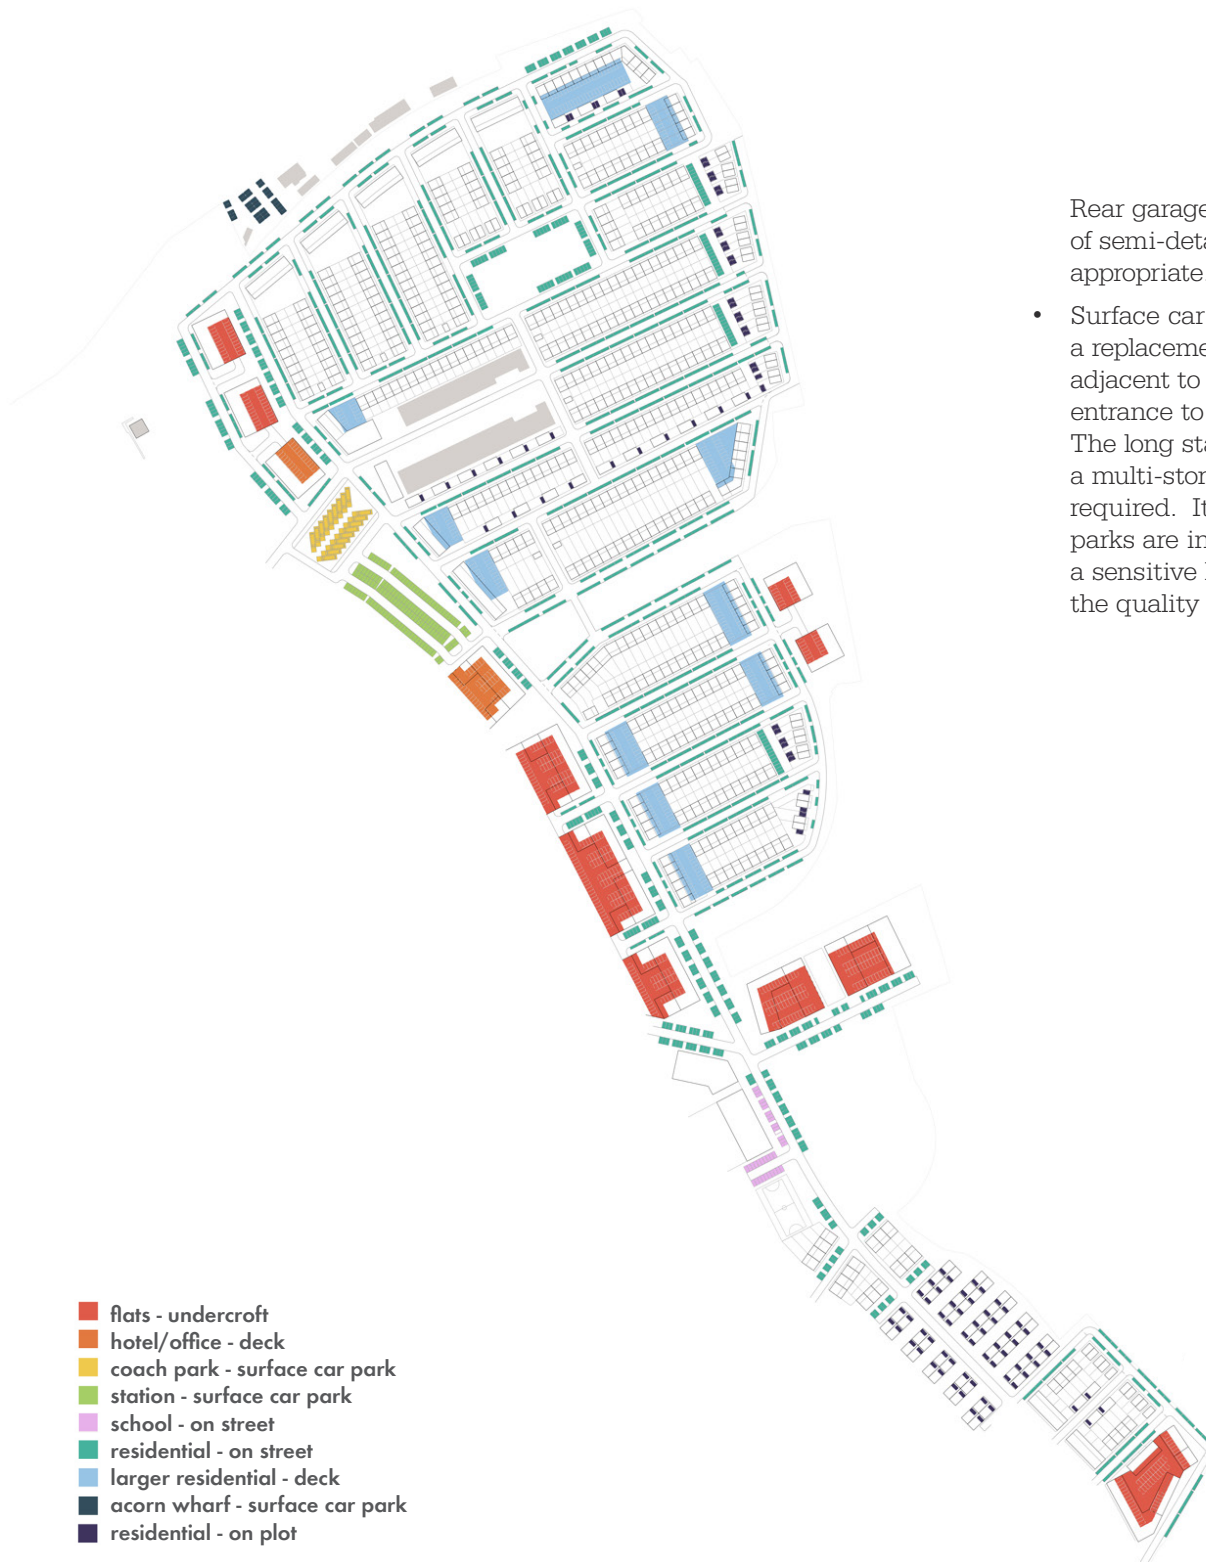 Rear garage
of semi-deta
appropriate
• Surface car
a replaceme
adjacent to
entrance to
The long sta
a multi-stor
required. It
parks are in
a sensitive
the quality
flats - undercroft
hotel/office - deck
coach park - surface car park
station - surface car park
school - on street
residential - on street
larger residential - deck
acorn wharf - surface car park
residential - on plot